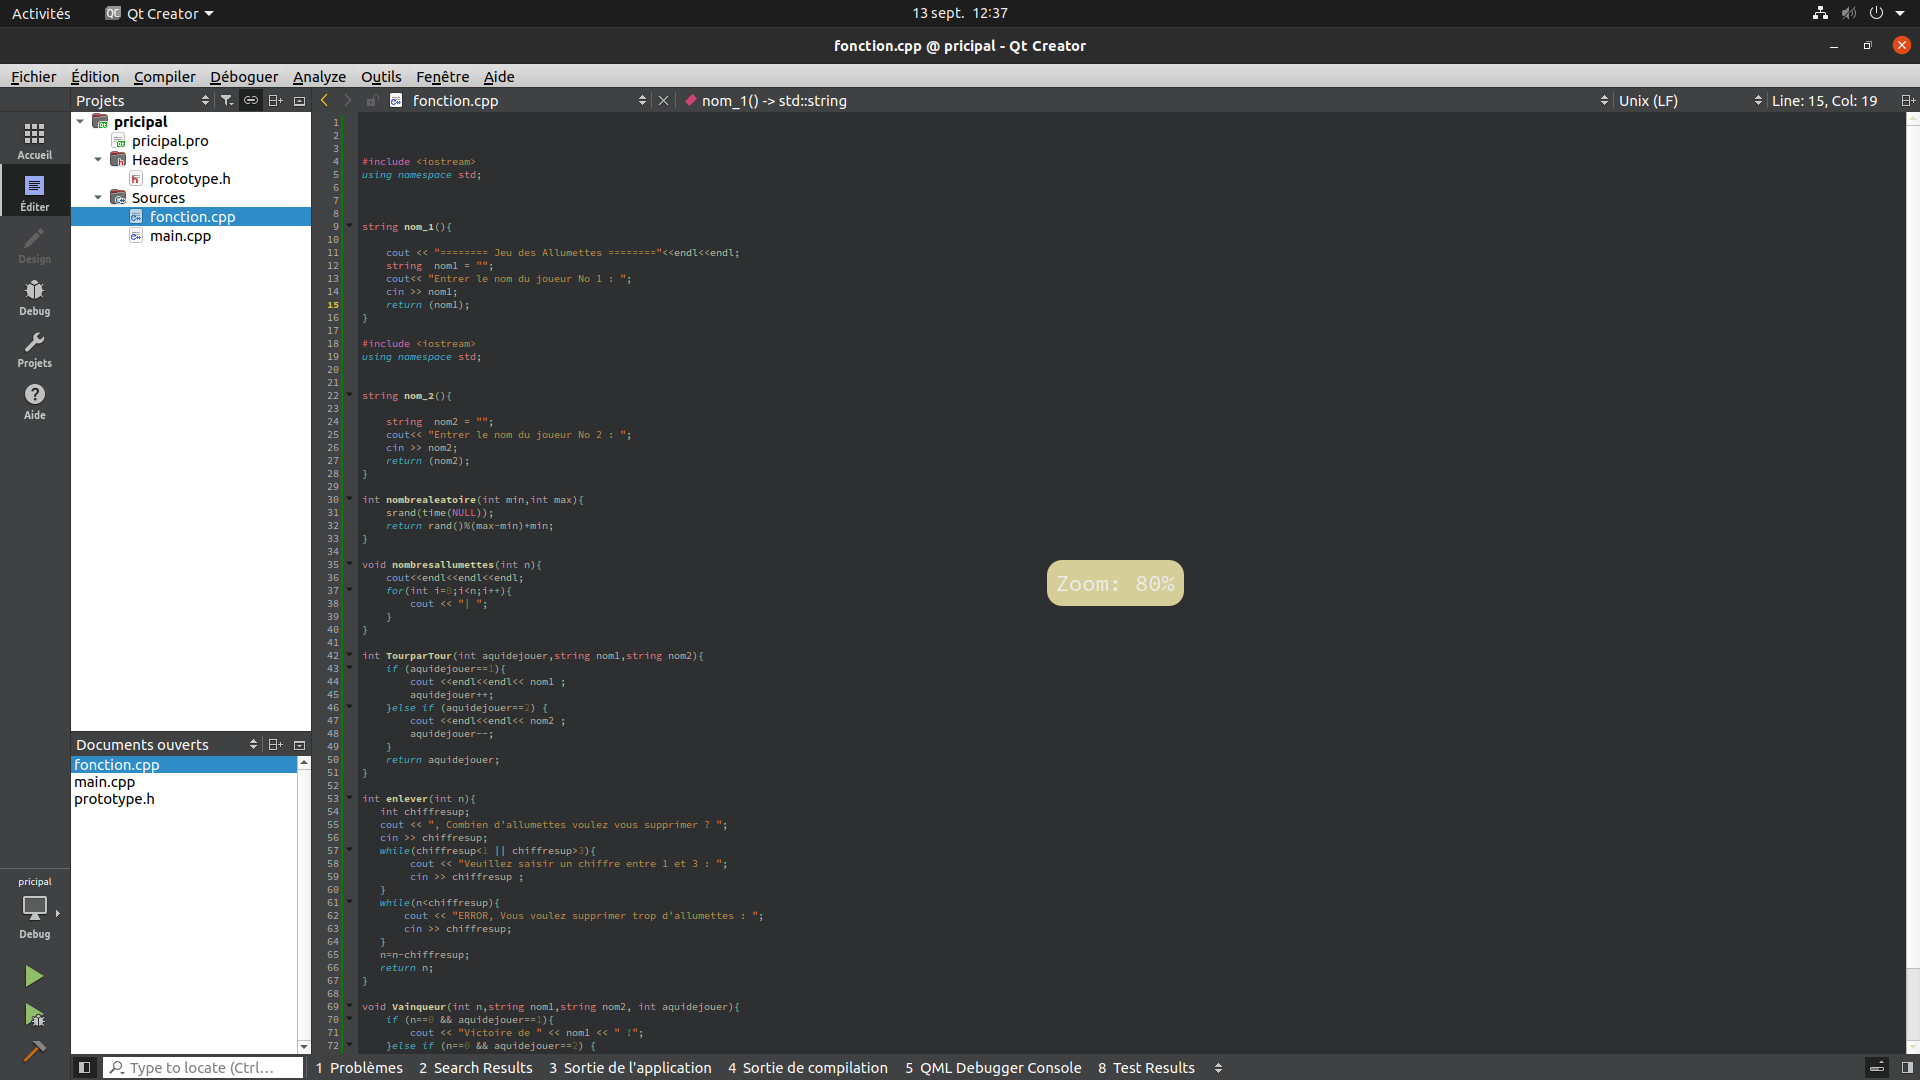 Activités
Qt Creator
13 sept. 12:37
fonction.cpp @ pricipal - Qt Creator
Fichier Édition Compiler Déboguer Analyze Outils Fenêtre Aide
Projets
fonction.cpp
nom_1() -> std::string
Unix (LF)
Line: 15, Col: 19
pricipal
pricipal.pro
Headers
prototype.h
Sources
fonction.cpp
main.cpp
Accueil
Éditer
Design
Debug
Projets
Aide
1
2
3
4 #include <iostream>
5 using namespace std;
6
7
8
9 string nom_1(){
10
11 cout << "======== Jeu des Allumettes ========"<<endl<<endl;
12 string  nom1 = "";
13 cout<< "Entrer le nom du joueur No 1 : ";
14 cin >> nom1;
15 return (nom1);
16 }
17
18 #include <iostream>
19 using namespace std;
20
21
22 string nom_2(){
23
24 string  nom2 = "";
25 cout<< "Entrer le nom du joueur No 2 : ";
26 cin >> nom2;
27 return (nom2);
28 }
29
30 int nombrealeatoire(int min,int max){
31 srand(time(NULL));
32 return rand()%(max-min)+min;
33 }
34
35 void nombresallumettes(int n){
36 cout<<endl<<endl<<endl;
37 for(int i=0;i<n;i++){
38 cout << "| ";
39 }
40 }
41
42 int TourparTour(int aquidejouer,string nom1,string nom2){
43 if (aquidejouer==1){
44 cout <<endl<<endl<< nom1 ;
45 aquidejouer++;
46 }else if (aquidejouer==2) {
47 cout <<endl<<endl<< nom2 ;
48 aquidejouer--;
49 }
50 return aquidejouer;
51 }
52
53 int enlever(int n){
54 int chiffresup;
55 cout << ", Combien d'allumettes voulez vous supprimer ? ";
56 cin >> chiffresup;
57 while(chiffresup<1 || chiffresup>3){
58 cout << "Veuillez saisir un chiffre entre 1 et 3 : ";
59 cin >> chiffresup ;
60 }
61 while(n<chiffresup){
62 cout << "ERROR, Vous voulez supprimer trop d'allumettes : ";
63 cin >> chiffresup;
64 }
65 n=n-chiffresup;
66 return n;
67 }
68
69 void Vainqueur(int n,string nom1,string nom2, int aquidejouer){
70 if (n==0 && aquidejouer==1){
71 cout << "Victoire de " << nom1 << " !";
72 }else if (n==0 && aquidejouer==2) {
Zoom: 80%
Documents ouverts
fonction.cpp
main.cpp
prototype.h
pricipal
Debug
Type to locate (Ctrl...
1 Problèmes 2 Search Results 3 Sortie de l'application 4 Sortie de compilation 5 QML Debugger Console 8 Test Results